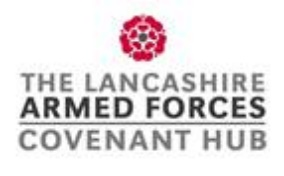 THE LANCASHIRE
ARMED FORCES
COVENANT HUB